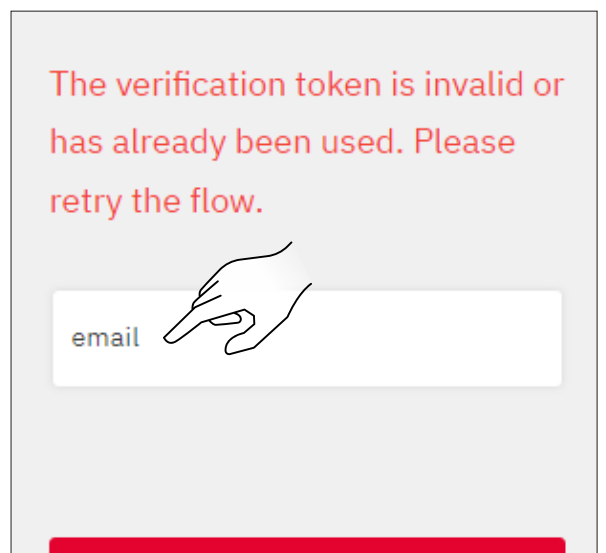 The verification token is invalid or
has already been used. Please
retry the flow.
email